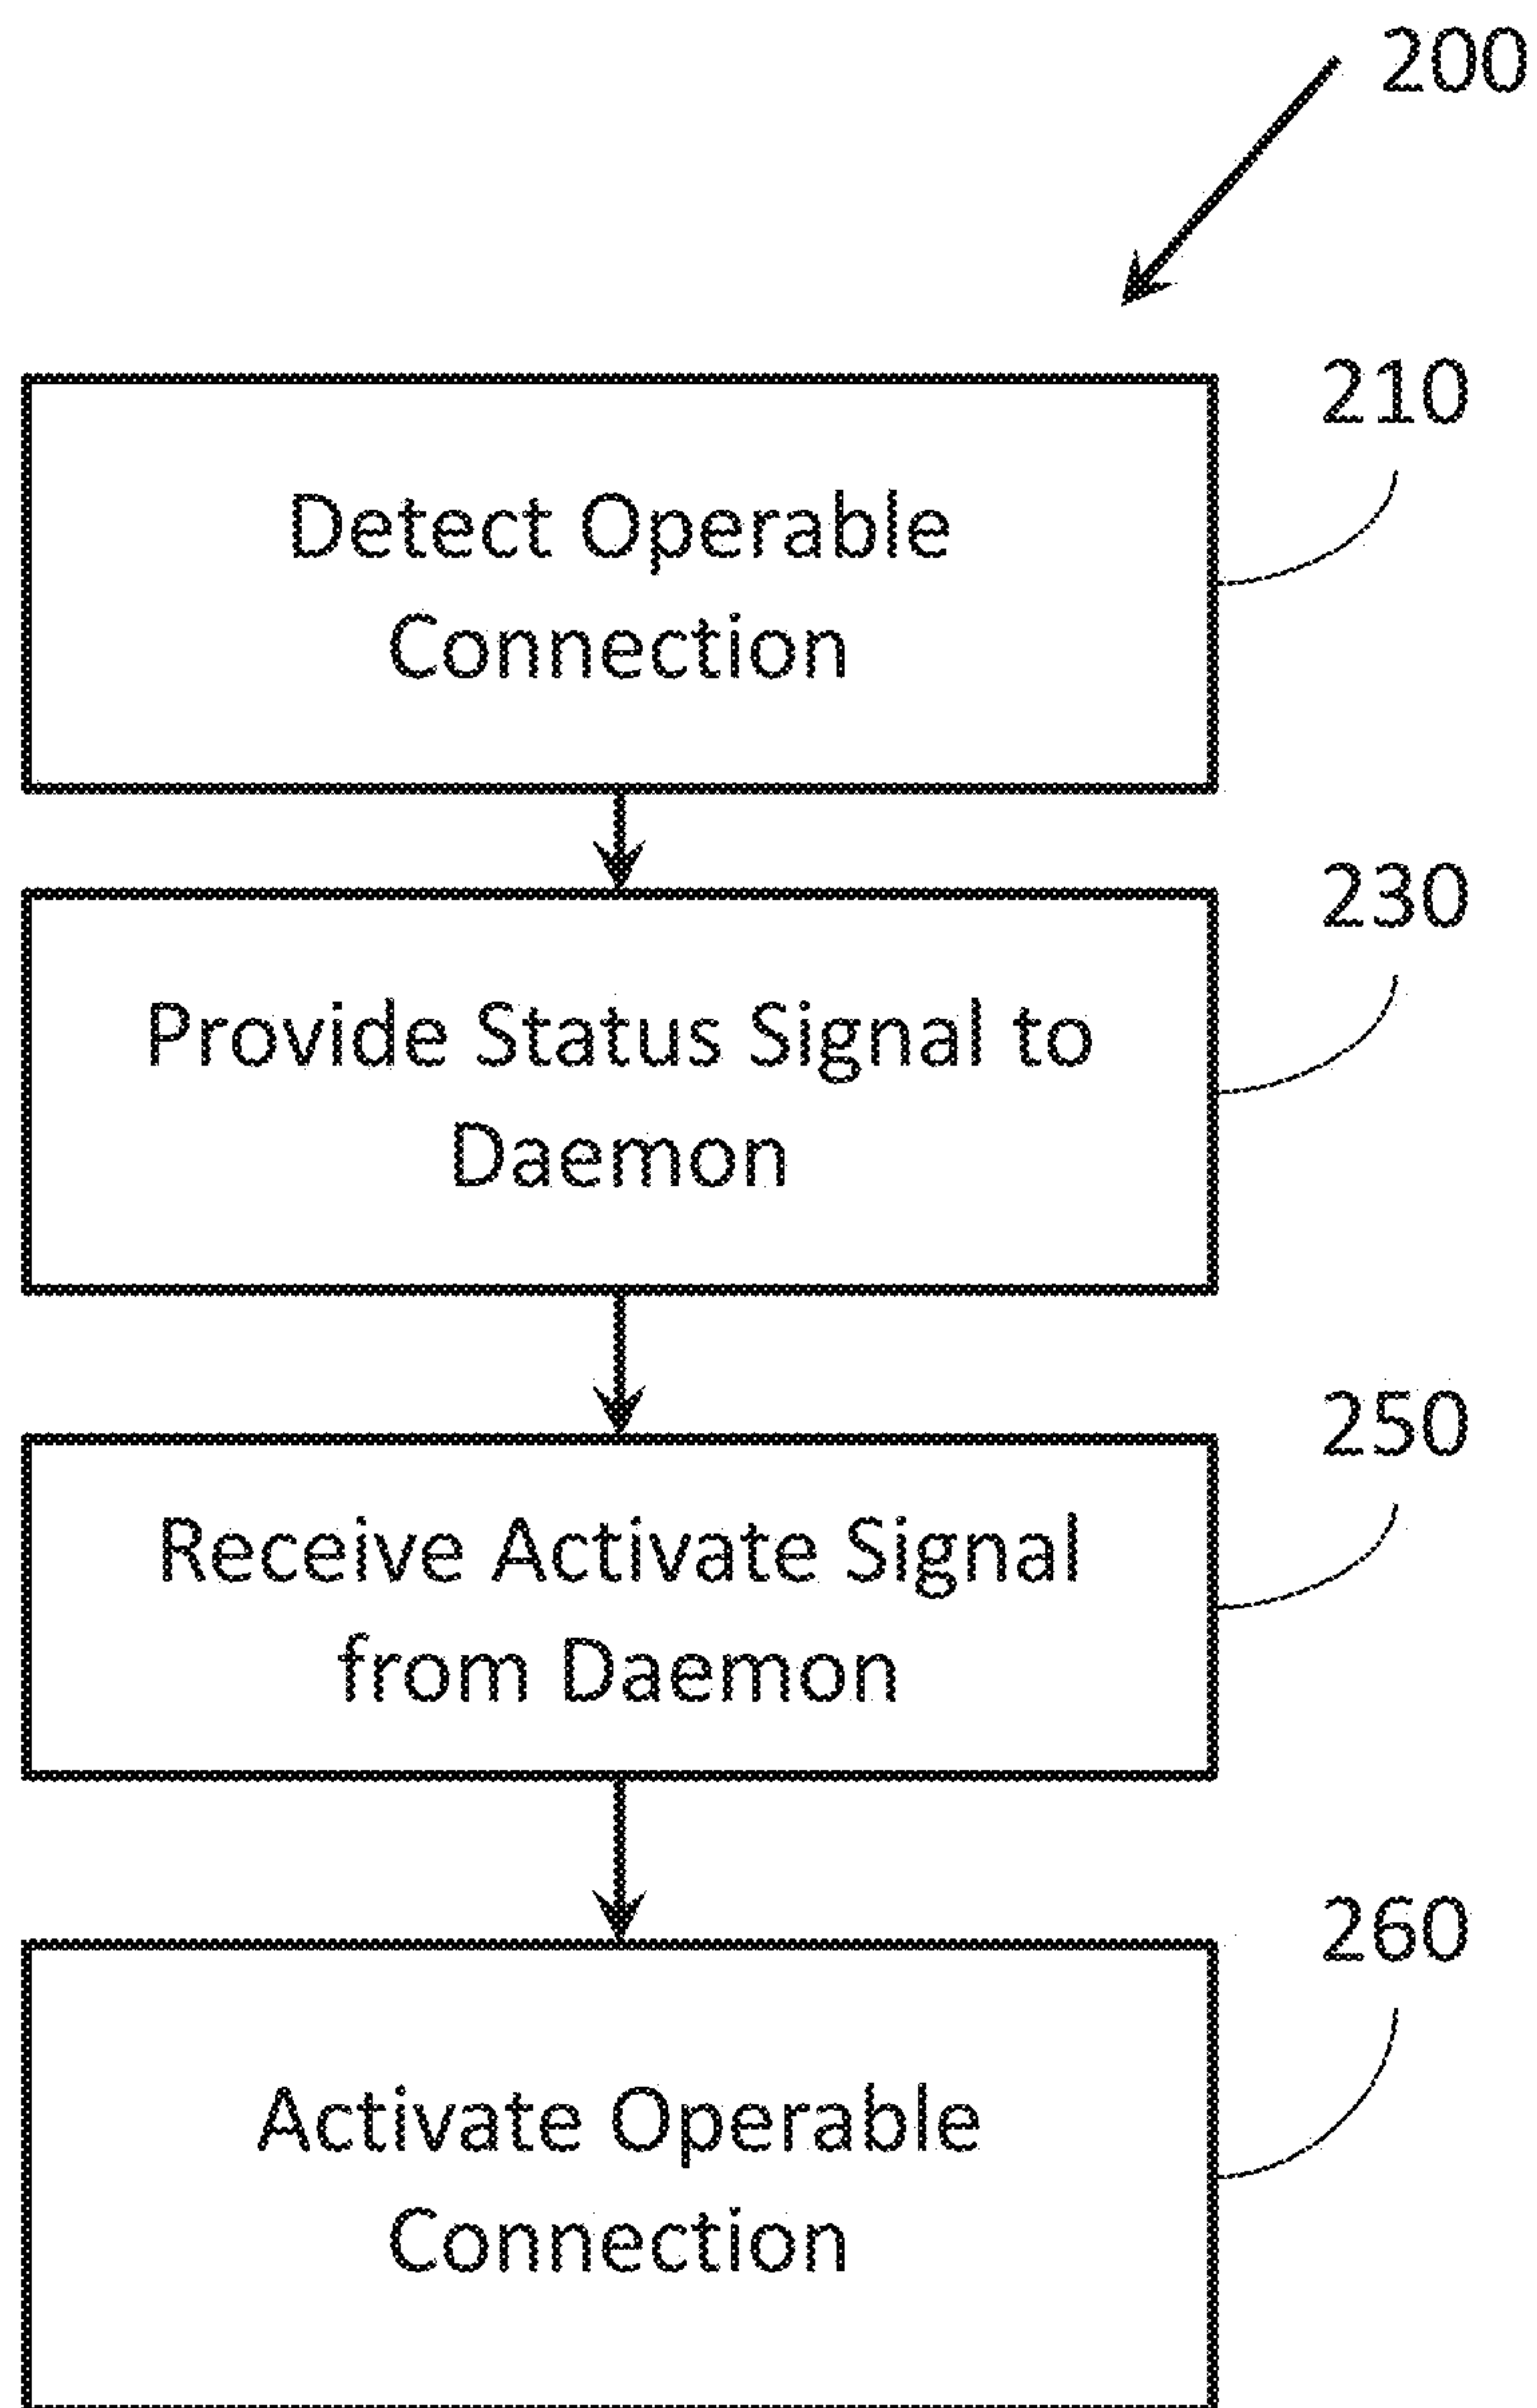 200
210
Detect Operable
Connection
230
Provide Status Signal to
Daemon
250
Receive Activate Signal
from Daemon
260
Activate Operable
Connection